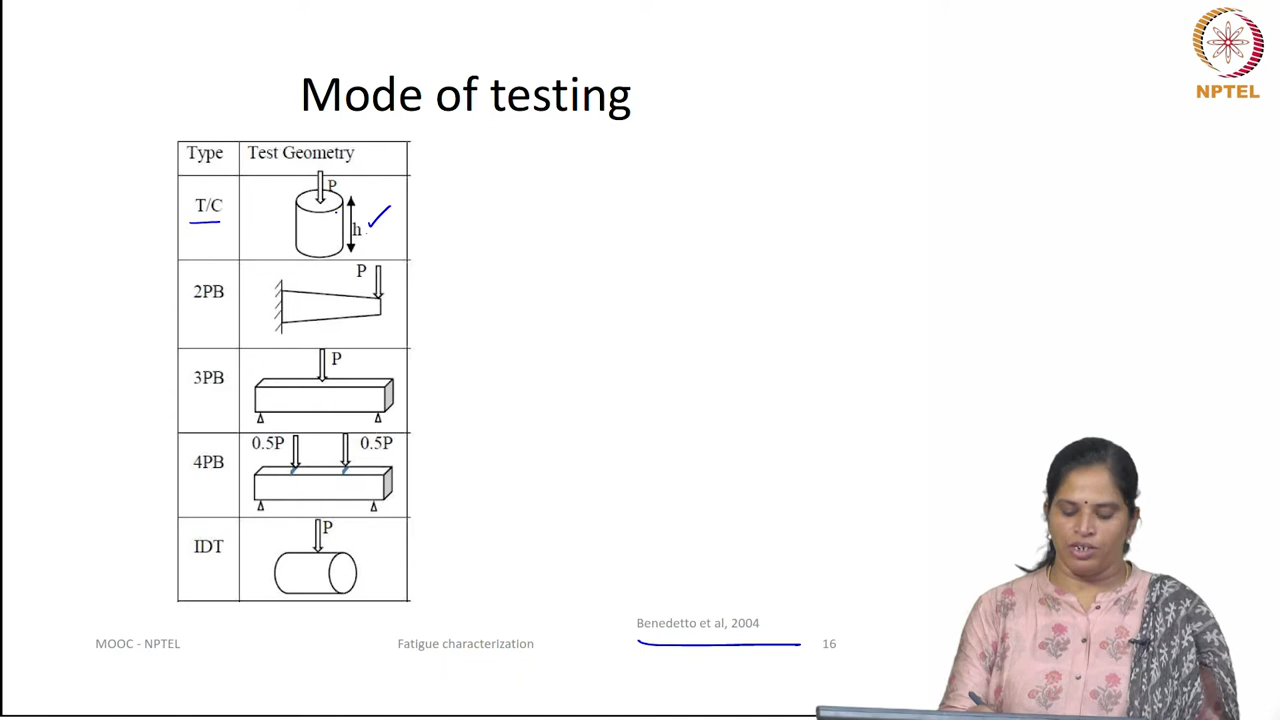 NPTEL
Mode of testing
Type Test Geometry
T/C P h
2PB P
3PB P
4PB 0.5P 0.5P
IDT P
Benedetto et al, 2004
MOOC - NPTEL Fatigue characterization 16